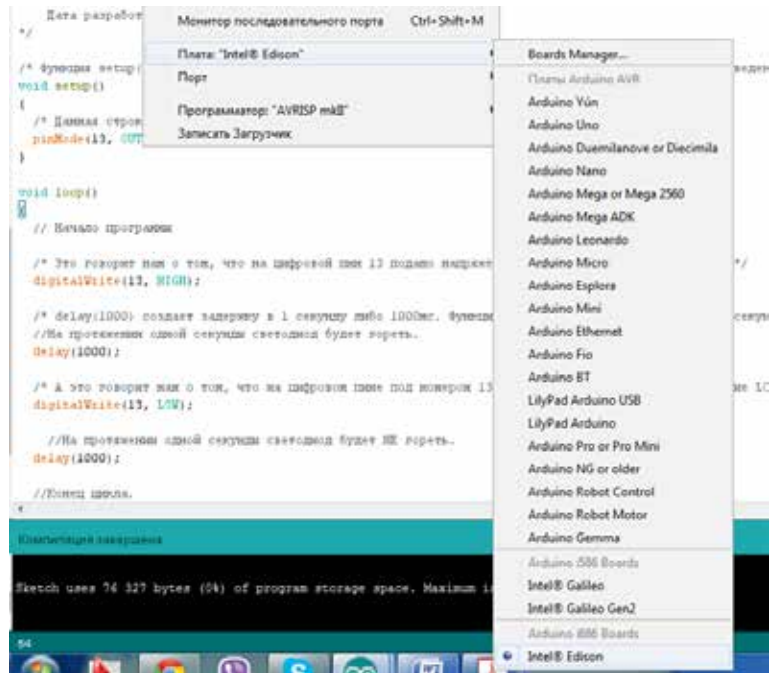 Дата разработ
*/
/* Функция setup(
void setup()
{
/* Данная строк
pinMode(13, OUT
}
void loop()
{
// Начало программы
/* Это говорит нам о том, что на цифровой пин 13 подано напряже
*/
digitalWrite(13, HIGH);
/* delay(1000) создает задержку в 1 секунду либо 1000мс. Функци
секун
//На протяжении одной секунды светодиод будет гореть.
delay(1000);
/* А это говорит нам о том, что на цифровом пине под номером 13
ие LO
digitalWrite(13, LOW);
//На протяжении одной секунды светодиод будет НЕ гореть.
delay(1000);
//Конец цикла.
Компиляция завершена
Sketch uses 76 327 bytes (0%) of program storage space. Maximum i
Монитор последовательного порта Ctrl+Shift+M
Плата: "Intel® Edison"
Порт
Программатор: "AVRISP mkII"
Записать Загрузчик
Boards Manager...
Платы Arduino AVR
Arduino Yún
Arduino Uno
Arduino Duemilanove or Diecimila
Arduino Nano
Arduino Mega or Mega 2560
Arduino Mega ADK
Arduino Leonardo
Arduino Micro
Arduino Esplora
Arduino Mini
Arduino Ethernet
Arduino Fio
Arduino BT
LilyPad Arduino USB
LilyPad Arduino
Arduino Pro or Pro Mini
Arduino NG or older
Arduino Robot Control
Arduino Robot Motor
Arduino Gemma
Arduino i586 Boards
Intel® Galileo
Intel® Galileo Gen2
Arduino i686 Boards
Intel® Edison